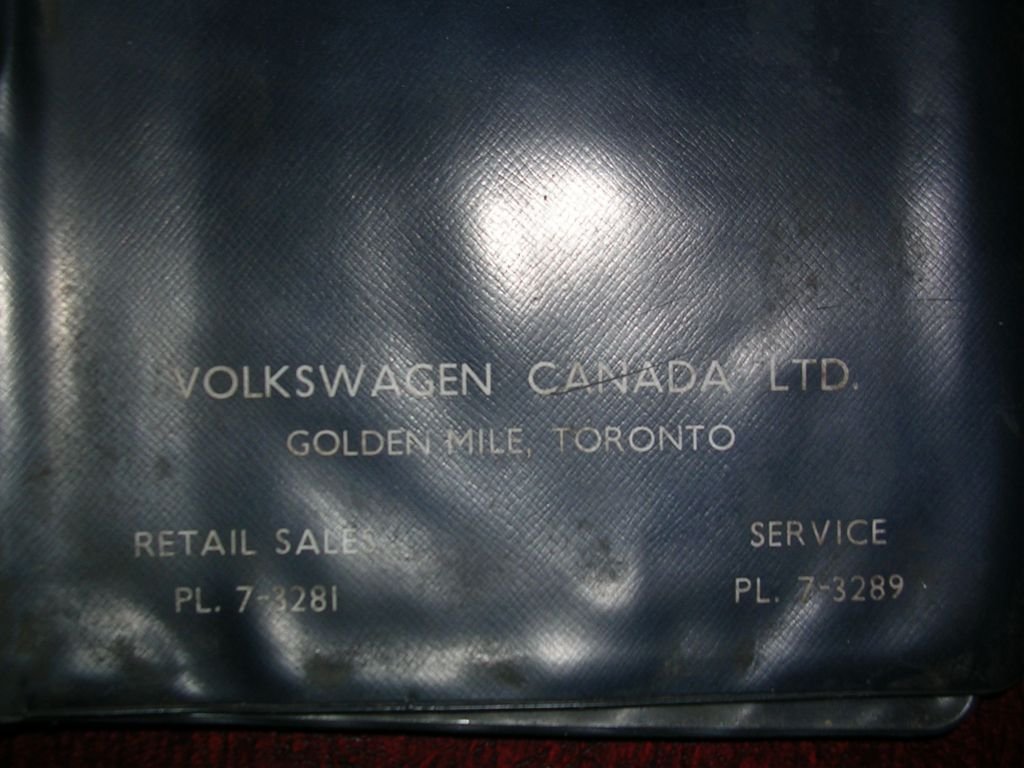 VOLKSWAGEN CANADA LTD.
GOLDEN MILE, TORONTO
RETAIL SALES
PL. 7-3281
SERVICE
PL. 7-3289